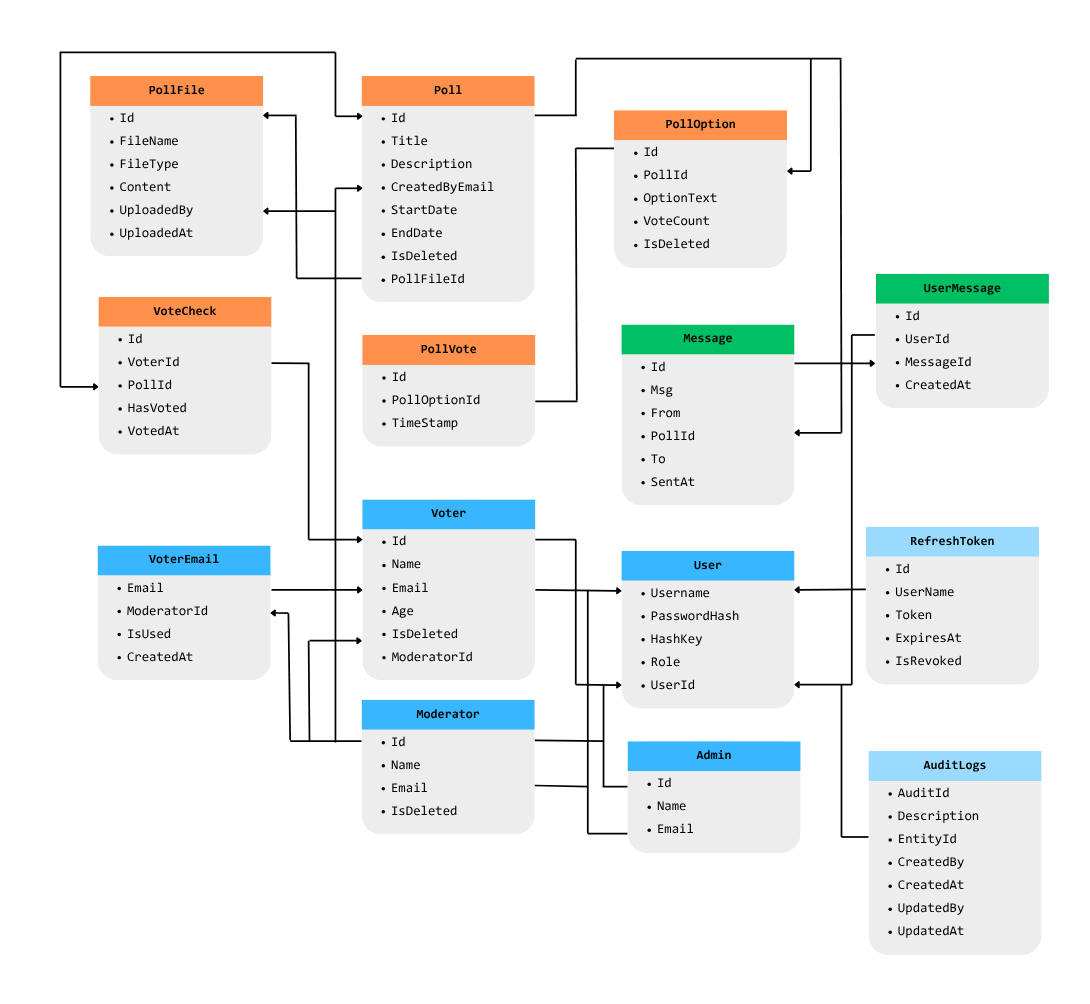 PollFile
• Id
• FileName
• FileType
• Content
• UploadedBy
• UploadedAt
Poll
• Id
• Title
• Description
• CreatedByEmail
• StartDate
• EndDate
• IsDeleted
• PollFileId
PollOption
• Id
• PollId
• OptionText
• VoteCount
• IsDeleted
UserMessage
• Id
• UserId
• MessageId
• CreatedAt
VoteCheck
• Id
• VoterId
• PollId
• HasVoted
• VotedAt
PollVote
• Id
• PollOptionId
• TimeStamp
Message
• Id
• Msg
• From
• PollId
• To
• SentAt
VoterEmail
• Email
• ModeratorId
• IsUsed
• CreatedAt
Voter
• Id
• Name
• Email
• Age
• IsDeleted
• ModeratorId
User
• Username
• PasswordHash
• HashKey
• Role
• UserId
RefreshToken
• Id
• UserName
• Token
• ExpiresAt
• IsRevoked
Moderator
• Id
• Name
• Email
• IsDeleted
Admin
• Id
• Name
• Email
AuditLogs
• AuditId
• Description
• EntityId
• CreatedBy
• CreatedAt
• UpdatedBy
• UpdatedAt